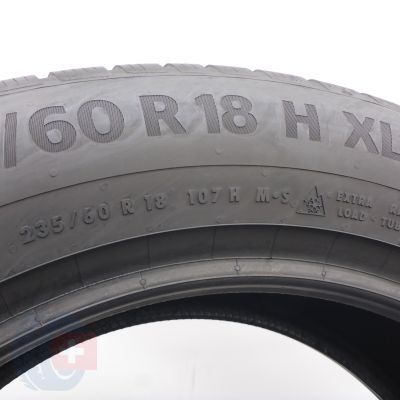 /60 R 18 H XL
235/60 R 18 107 H M+S EXTRA
LOAD